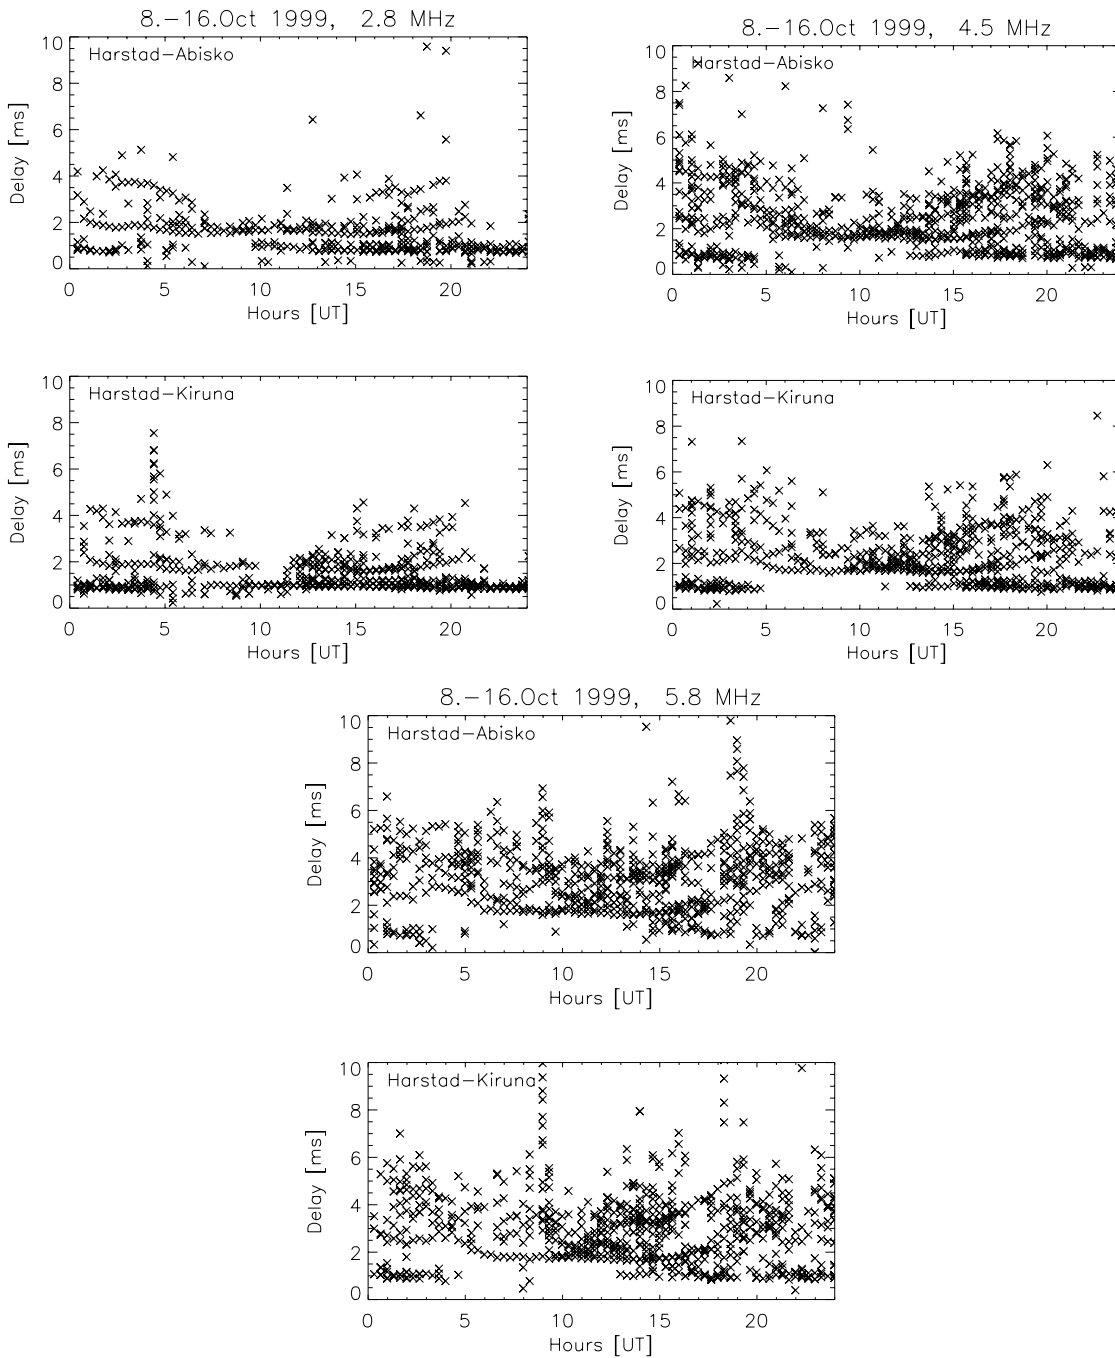 8.−16.Oct 1999, 2.8 MHz
Harstad−Abisko
Delay [ms]
10
8
6
4
2
0
0 5 10 15 20
Hours [UT]
8.−16.Oct 1999, 4.5 MHz
Harstad−Abisko
Delay [ms]
10
8
6
4
2
0
0 5 10 15 20
Hours [UT]
Harstad−Kiruna
Delay [ms]
10
8
6
4
2
0
0 5 10 15 20
Hours [UT]
Harstad−Kiruna
Delay [ms]
10
8
6
4
2
0
0 5 10 15 20
Hours [UT]
8.−16.Oct 1999, 5.8 MHz
Harstad−Abisko
Delay [ms]
10
8
6
4
2
0
0 5 10 15 20
Hours [UT]
Harstad−Kiruna
Delay [ms]
10
8
6
4
2
0
0 5 10 15 20
Hours [UT]